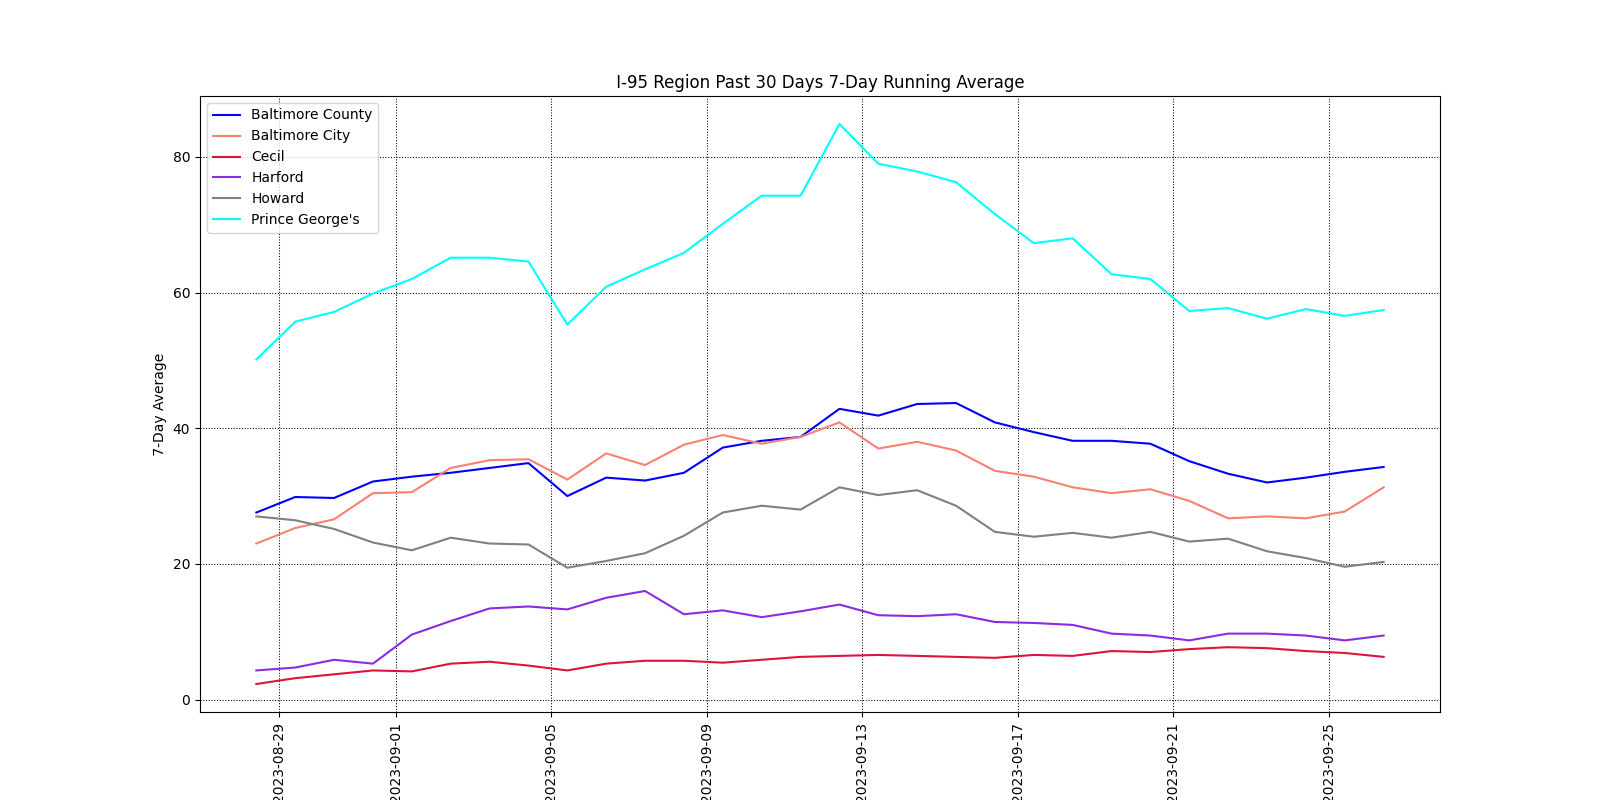 I-95 Region Past 30 Days 7-Day Running Average
Baltimore County
Baltimore City
Cecil
Harford
Howard
Prince George's
7-Day Average
80
60
40
20
0
2023-08-29
2023-09-01
2023-09-05
2023-09-09
2023-09-13
2023-09-17
2023-09-21
2023-09-25